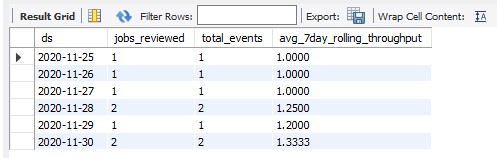 Result Grid Filter Rows: Export: Wrap Cell Content: IA
ds jobs_reviewed total_events avg_7day_rolling_throughput
2020-11-25 1 1 1.0000
2020-11-26 1 1 1.0000
2020-11-27 1 1 1.0000
2020-11-28 2 2 1.2500
2020-11-29 1 1 1.2000
2020-11-30 2 2 1.3333